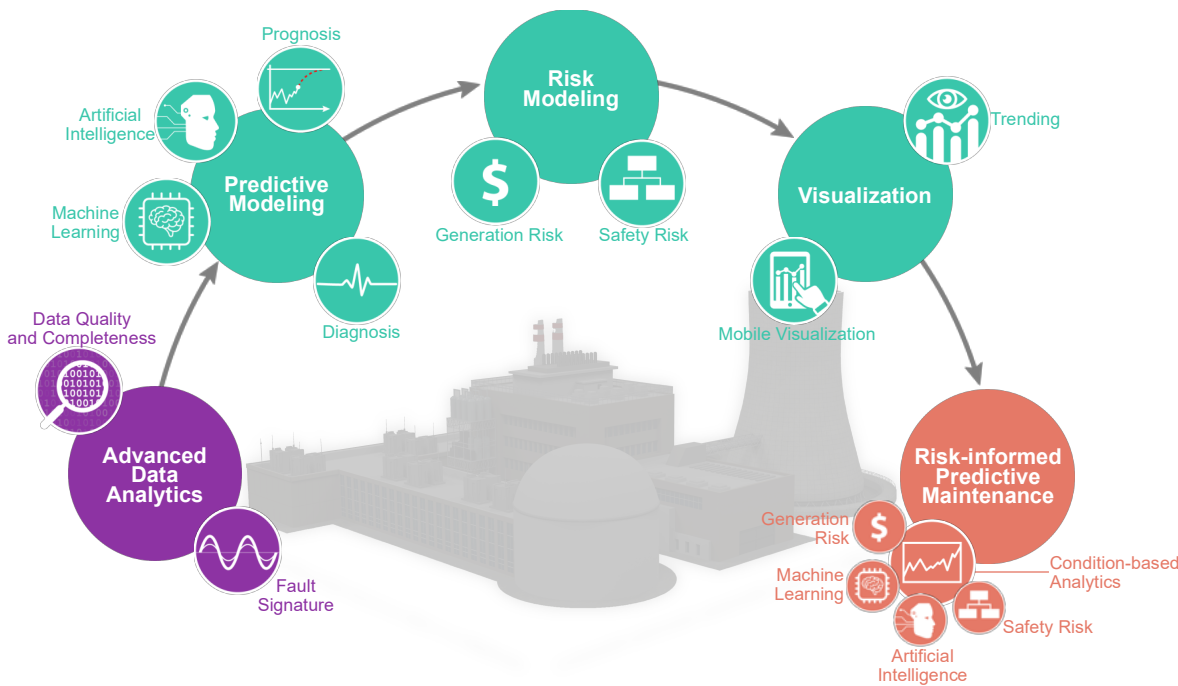 Prognosis
Artificial
Intelligence
Machine
Learning
Predictive
Modeling
Diagnosis
Risk
Modeling
Generation Risk
Safety Risk
Trending
Visualization
Mobile Visualization
Data Quality
and Completeness
Advanced
Data
Analytics
Fault
Signature
Risk-informed
Predictive
Maintenance
Generation
Risk
Machine
Learning
Artificial
Intelligence
Safety Risk
Condition-based
Analytics